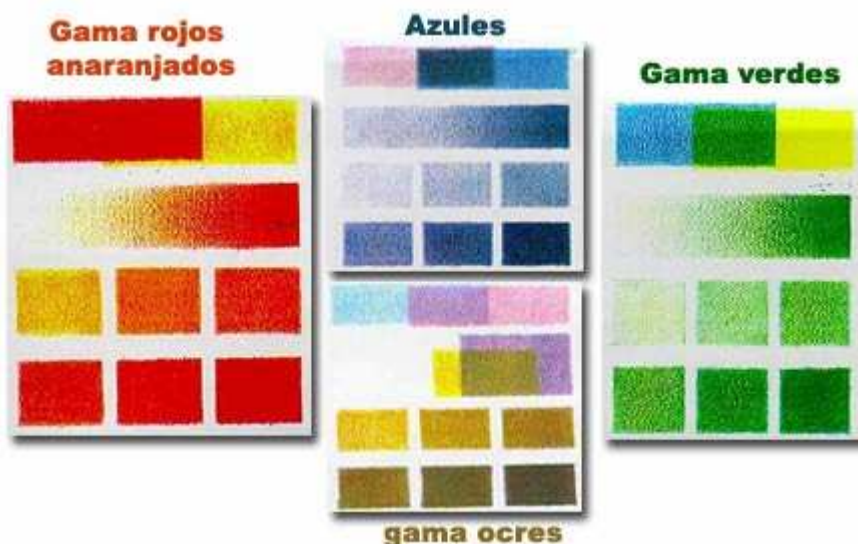 Gama rojos
anaranjados
Azules
Gama verdes
gama ocres